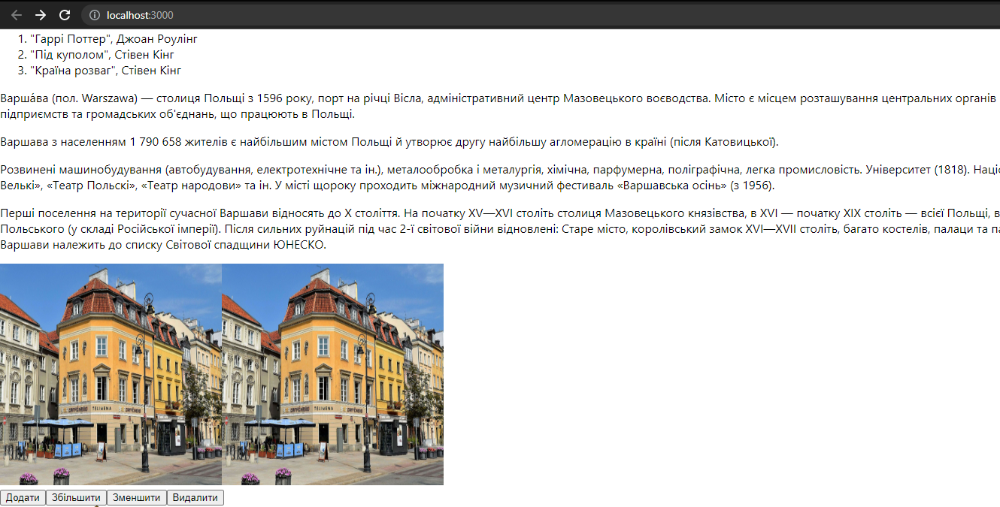 localhost:3000
1. "Гаррі Поттер", Джоан Роулінг
2. "Під куполом", Стівен Кінг
3. "Країна розваг", Стівен Кінг
Варша́ва (пол. Warszawa) — столиця Польщі з 1596 року, порт на річці Вісла, адміністративний центр Мазовецького воєводства. Місто є місцем розташування центральних органів
підприємств та громадських об'єднань, що працюють в Польщі.
Варшава з населенням 1 790 658 жителів є найбільшим містом Польщі й утворює другу найбільшу агломерацію в країні (після Катовицької).
Розвинені машинобудування (автобудування, електротехнічне та ін.), металообробка і металургія, хімічна, парфумерна, поліграфічна, легка промисловість. Університет (1818).
Велькі», «Театр Польскі», «Театр народови» та ін. У місті щороку проходить міжнародний музичний фестиваль «Варшавська осінь» (з 1956).
Перші поселення на території сучасної Варшави відносять до X століття. На початку XV—XVI століть столиця Мазовецького князівства, в XVI — початку XIX століть — всієї Польщі, в
Польського (у складі Російської імперії). Після сильних руйнацій під час 2-ї світової війни відновлені: Старе місто, королівський замок XVI—XVII століть, багато костелів, палаци та
Варшави належить до списку Світової спадщини ЮНЕСКО.
TELIMENA TELIMENA
Додати Збільшити Зменшити Видалити